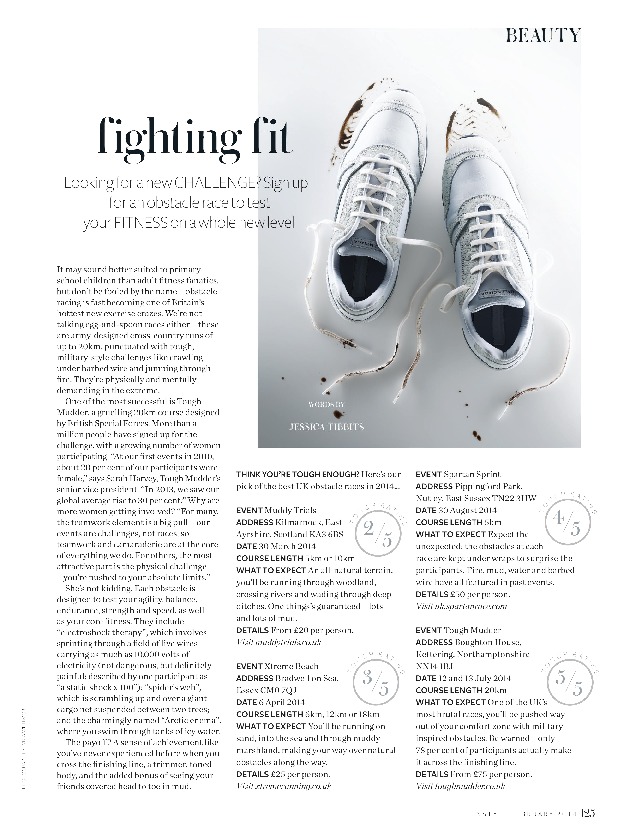 BEAUTY
fighting fit
Looking for a new CHALLENGE? Sign up
for an obstacle race to test
your FITNESS on a whole new level
WORDS BY
JESSICA TIBBITS
It may sound better suited to primary
school children than adult fitness fanatics,
but don't be fooled by the name – obstacle
racing is fast becoming one of Britain's
hottest new exercise crazes. We're not
talking egg-and-spoon races either – these
are army-designed cross-country runs of
up to 20km, punctuated with tough,
military-style challenges like crawling
under barbed wire and jumping through
fire. They're physically and mentally
demanding in the extreme.
One of the most successful is Tough
Mudder, a gruelling 20km course designed
by British Special Forces. More than a
million people have signed up for the
challenge, with a growing number of women
participating. "At our first events in 2010,
about 20 per cent of our participants were
female," says Sarah Harvey, Tough Mudder's
senior vice president. "In 2013, we saw our
global average rise to 30 per cent." Why are
more women getting involved? "For many,
the teamwork element is a big pull – our
events are challenges, not races, so
teamwork and camaraderie are at the core
of everything we do. For others, the most
attractive part is the physical challenge
– you're pushed to your absolute limits."
She's not kidding. Each obstacle is
designed to test your agility, balance,
endurance, strength and speed, as well
as your core fitness. They include
"electroshock therapy", which involves
sprinting through a field of live wires
carrying as much as 10,000 volts of
electricity (not dangerous, but definitely
painful: described by one participant as
"a static shock x 100"); "spider's web",
which is scrambling up and over a giant
cargo net suspended between two trees;
and the charmingly named "Arctic enema",
where you swim through tanks of icy water.
The payoff? A sense of achievement like
you've never experienced before when you
cross the finishing line, a trimmer, toned
body, and the added bonus of seeing your
friends covered head to toe in mud.
THINK YOU'RE TOUGH ENOUGH? Here's our
pick of the best UK obstacle races in 2014...
EVENT Muddy Trials
ADDRESS Kilmarnock, East
Ayrshire, Scotland KA3 6BS
DATE 30 March 2014
COURSE LENGTH 5km or 10km
WHAT TO EXPECT An all-natural terrain,
you'll be running through woodland,
crossing rivers and wading through deep
ditches. One thing's guaranteed – lots
and lots of mud.
DETAILS From £20 per person.
Visit muddytrials.co.uk
2/5
EVENT Xtreme Beach
ADDRESS Bradwell on Sea,
Essex CM0 7QJ
DATE 6 April 2014
COURSE LENGTH 6km, 12km or 18km
WHAT TO EXPECT You'll be running on
sand, into the sea and through muddy
marshland, making your way over natural
obstacles along the way.
DETAILS £25 per person.
Visit xtremerunning.co.uk
3/5
EVENT Spartan Sprint
ADDRESS Pippingford Park,
Nutley, East Sussex TN22 3HW
DATE 30 August 2014
COURSE LENGTH 5km
WHAT TO EXPECT Expect the
unexpected: the obstacles at each
race are kept under wraps to surprise the
participants. Fire, mud, water and barbed
wire have all featured in past events.
DETAILS £50 per person.
Visit uk.spartanrace.com
4/5
EVENT Tough Mudder
ADDRESS Boughton House,
Kettering, Northamptonshire
NN14 1BJ
DATE 12 and 13 July 2014
COURSE LENGTH 20km
WHAT TO EXPECT One of the UK's
most brutal races, you'll be pushed way
out of your comfort zone with military-
inspired obstacles. Be warned – only
78 per cent of participants actually make
it across the finishing line.
DETAILS From £75 per person.
Visit toughmudder.co.uk
5/5
125